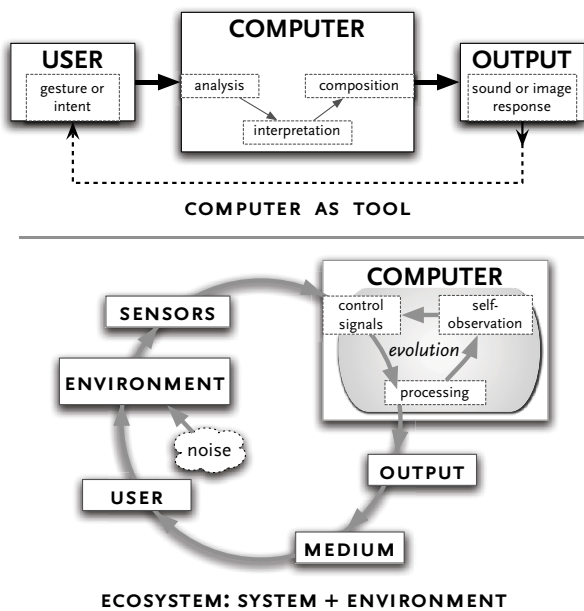 USER
gesture or
intent
COMPUTER
analysis
composition
interpretation
OUTPUT
sound or image
response
COMPUTER AS TOOL
COMPUTER
control
signals
self-
observation
evolution
processing
SENSORS
ENVIRONMENT
noise
USER
OUTPUT
MEDIUM
ECOSYSTEM: SYSTEM + ENVIRONMENT